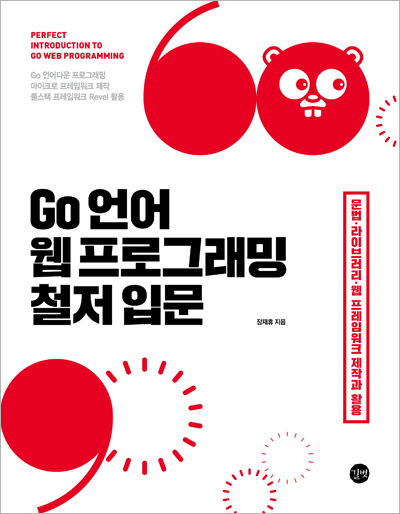 PERFECT
INTRODUCTION TO
GO WEB PROGRAMMING
Go 언어다운 프로그래밍
마이크로 프레임워크 제작
풀스택 프레임워크 Revel 활용
Go 언어
웹 프로그래밍
철저 입문
장재휴 지음
문법·라이브러리·웹 프레임워크 제작과 활용
길벗